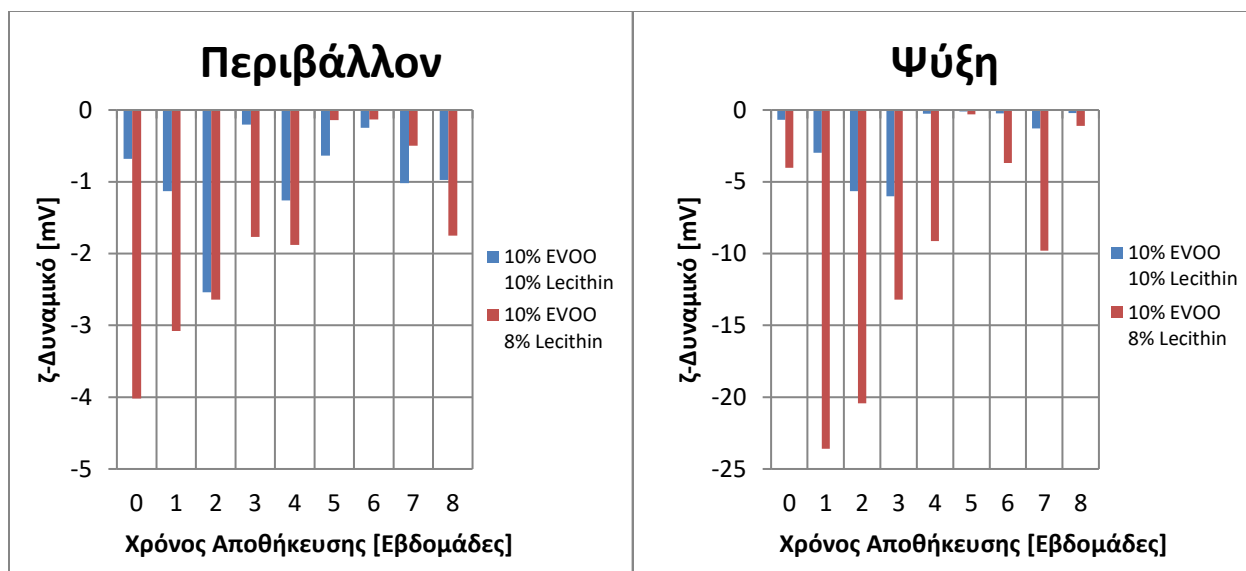 Περιβάλλον
0
-1
-2
-3
-4
-5
ζ-Δυναμικό [mV]
0 1 2 3 4 5 6 7 8
Χρόνος Αποθήκευσης [Εβδομάδες]
10% EVOO
10% Lecithin
10% EVOO
8% Lecithin
Ψύξη
0
-5
-10
-15
-20
-25
ζ-Δυναμικό [mV]
0 1 2 3 4 5 6 7 8
Χρόνος Αποθήκευσης [Εβδομάδες]
10% EVOO
10% Lecithin
10% EVOO
8% Lecithin